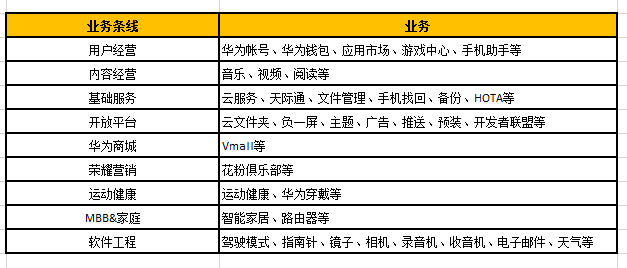 业务条线 业务
用户经营 华为帐号、华为钱包、应用市场、游戏中心、手机助手等
内容经营 音乐、视频、阅读等
基础服务 云服务、天际通、文件管理、手机找回、备份、HOTA等
开放平台 云文件夹、负一屏、主题、广告、推送、预装、开发者联盟等
华为商城 Vmall等
荣耀营销 花粉俱乐部等
运动健康 运动健康、华为穿戴等
MBB&家庭 智能家居、路由器等
软件工程 驾驶模式、指南针、镜子、相机、录音机、收音机、电子邮件、天气等